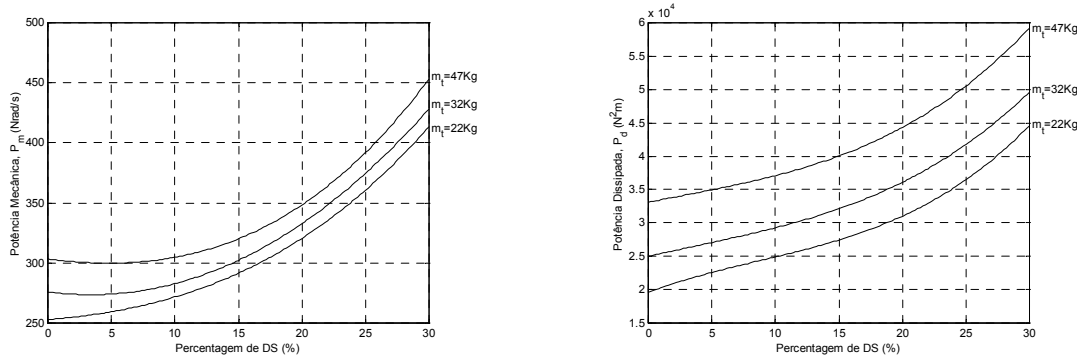 500
450
400
350
300
250
0 5 10 15 20 25 30
Potência Mecânica, P_m (Nrad/s)
Percentagem de DS (%)
m_t=47Kg
m_t=32Kg
m_t=22Kg
x 10^4
6
5.5
5
4.5
4
3.5
3
2.5
2
1.5
0 5 10 15 20 25 30
Potência Dissipada, P_d (N²m)
Percentagem de DS (%)
m_t=47Kg
m_t=32Kg
m_t=22Kg